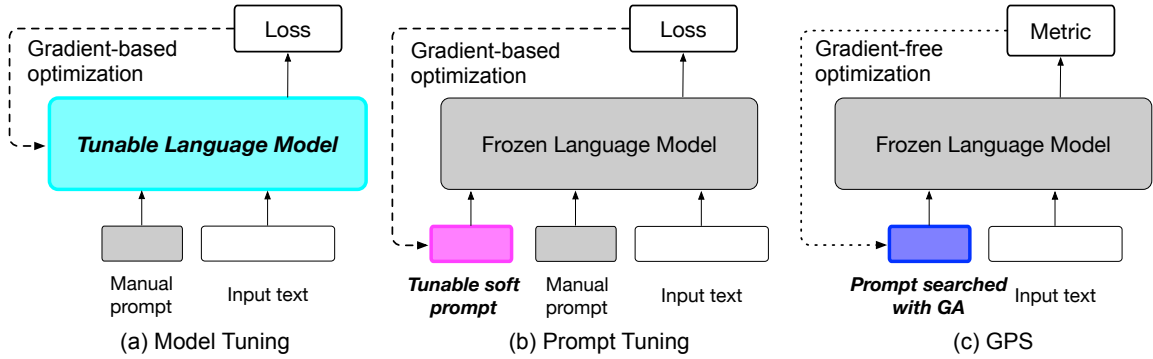 Loss
Gradient-based
optimization
Tunable Language Model
Manual
prompt
Input text
(a) Model Tuning
Loss
Gradient-based
optimization
Frozen Language Model
Tunable soft
prompt
Manual
prompt
Input text
(b) Prompt Tuning
Metric
Gradient-free
optimization
Frozen Language Model
Prompt searched
with GA
Input text
(c) GPS